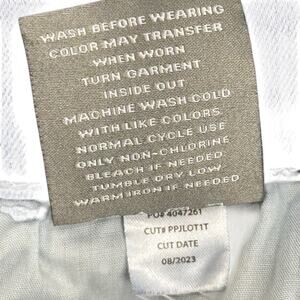 WASH BEFORE WEARING
COLOR MAY TRANSFER
WHEN WORN
TURN GARMENT
INSIDE OUT
MACHINE WASH COLD
WITH LIKE COLORS
NORMAL CYCLE USE
ONLY NON-CHLORINE
BLEACH IF NEEDED
TUMBLE DRY LOW
WARM IRON IF NEEDED
PO# 4047261
CUT# PPJLOT1T
CUT DATE
08/2023